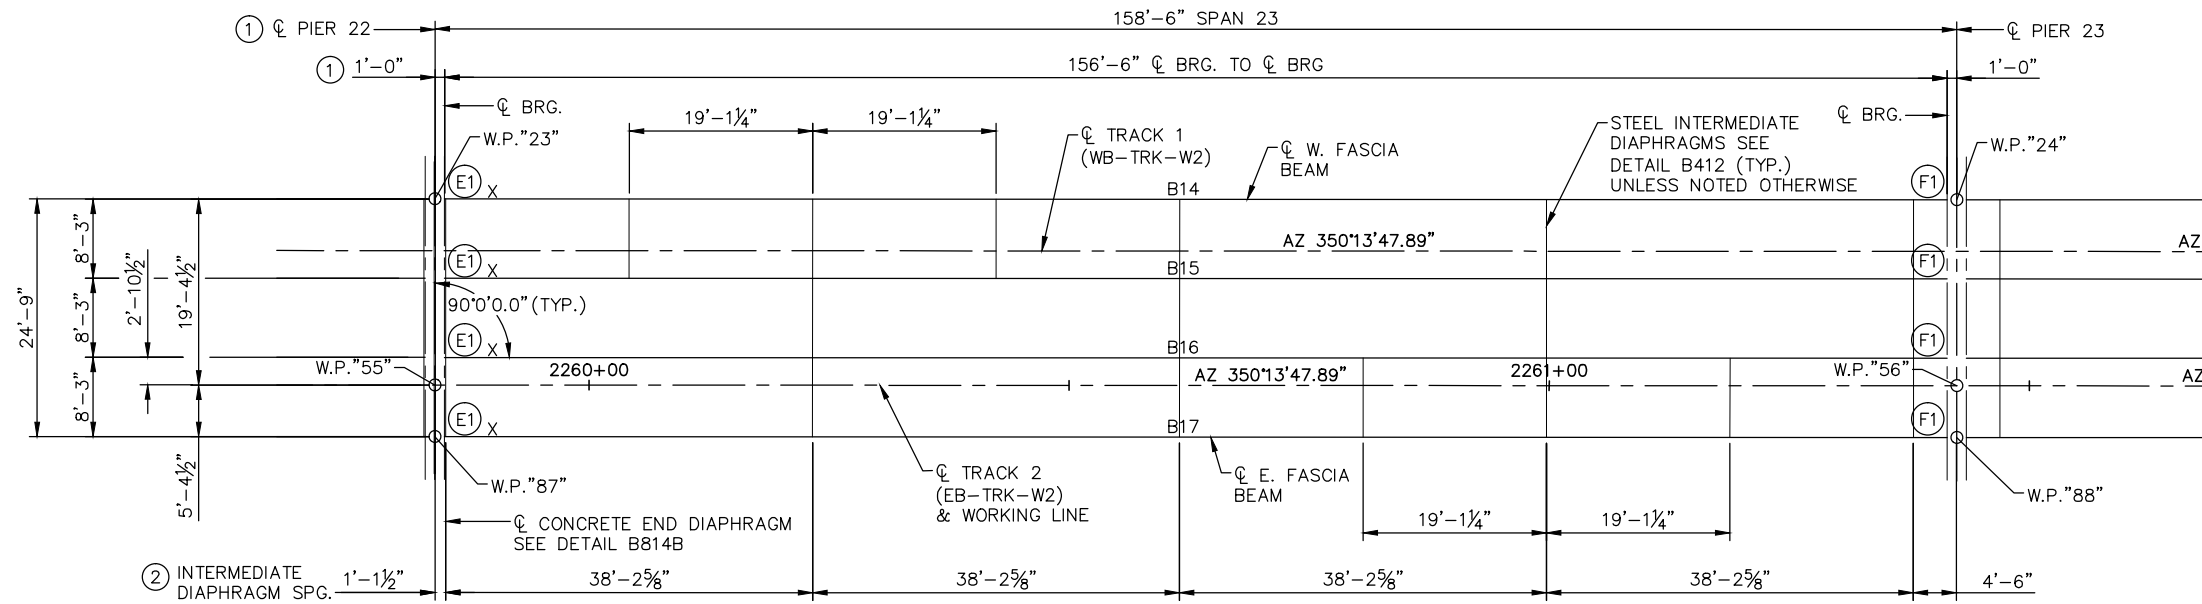 158'-6" SPAN 23
① ℄ PIER 22
℄ PIER 23
① 1'-0"
156'-6" ℄ BRG. TO ℄ BRG
1'-0"
℄ BRG.
19'-1¼"
19'-1¼"
℄ BRG.
W.P."23"
℄ TRACK 1
(WB-TRK-W2)
℄ W. FASCIA
BEAM
STEEL INTERMEDIATE
DIAPHRAGMS SEE
DETAIL B412 (TYP.)
UNLESS NOTED OTHERWISE
W.P."24"
E1 X
B14
F1
AZ 350°13'47.89"
AZ
E1 X
B15
F1
90°0'0.0" (TYP.)
24'-9"
8'-3"
8'-3"
8'-3"
2'-10½"
19'-4½"
5'-4½"
E1 X
B16
F1
W.P."55"
2260+00
AZ 350°13'47.89"
2261+00
W.P."56"
AZ
E1 X
B17
F1
W.P."87"
℄ TRACK 2
(EB-TRK-W2)
& WORKING LINE
℄ E. FASCIA
BEAM
W.P."88"
℄ CONCRETE END DIAPHRAGM
SEE DETAIL B814B
19'-1¼"
19'-1¼"
② INTERMEDIATE
DIAPHRAGM SPG.
1'-1½"
38'-2⅝"
38'-2⅝"
38'-2⅝"
38'-2⅝"
4'-6"